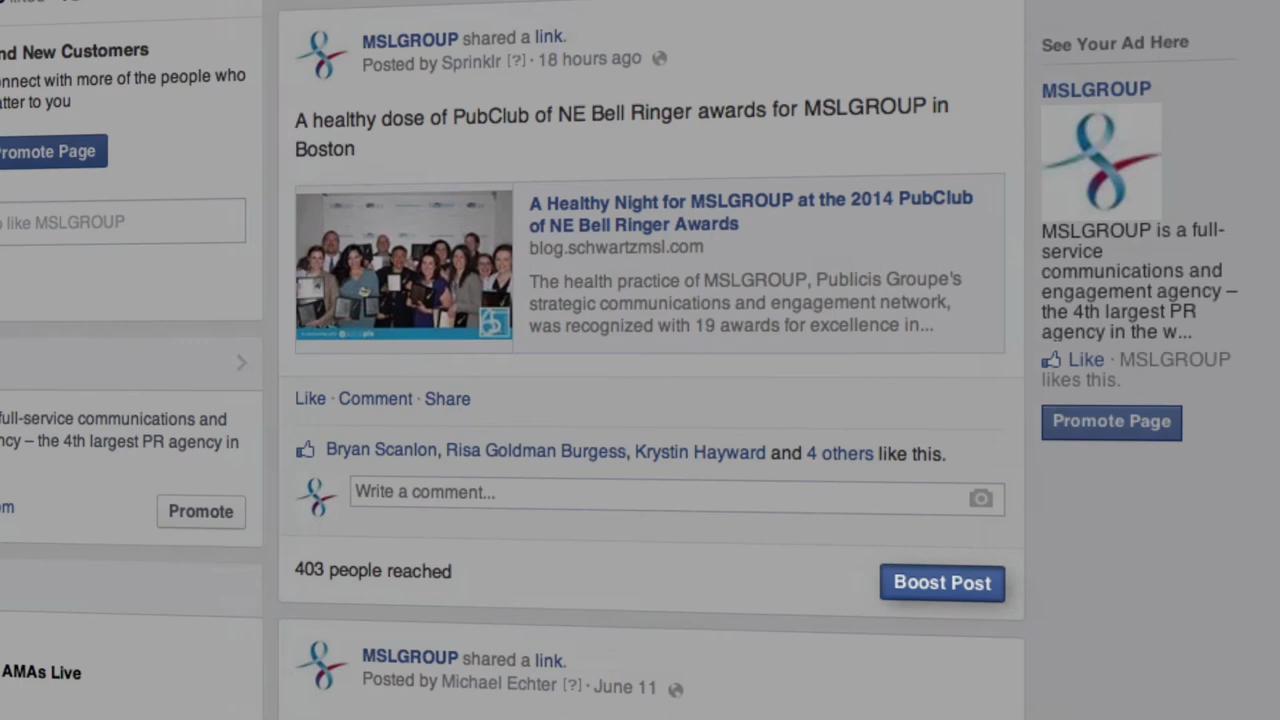 nd New Customers
onnect with more of the people who
atter to you
romote Page
like MSLGROUP
full-service communications and
ncy – the 4th largest PR agency in
om
Promote
AMAs Live
MSLGROUP shared a link.
Posted by Sprinklr [?] · 18 hours ago
A healthy dose of PubClub of NE Bell Ringer awards for MSLGROUP in
Boston
A Healthy Night for MSLGROUP at the 2014 PubClub
of NE Bell Ringer Awards
blog.schwartzmsl.com
The health practice of MSLGROUP, Publicis Groupe's
strategic communications and engagement network,
was recognized with 19 awards for excellence in...
Like · Comment · Share
Bryan Scanlon, Risa Goldman Burgess, Krystin Hayward and 4 others like this.
Write a comment...
403 people reached
Boost Post
MSLGROUP shared a link.
Posted by Michael Echter [?] · June 11
See Your Ad Here
MSLGROUP
MSLGROUP is a full-
service
communications and
engagement agency –
the 4th largest PR
agency in the w...
Like · MSLGROUP
likes this.
Promote Page